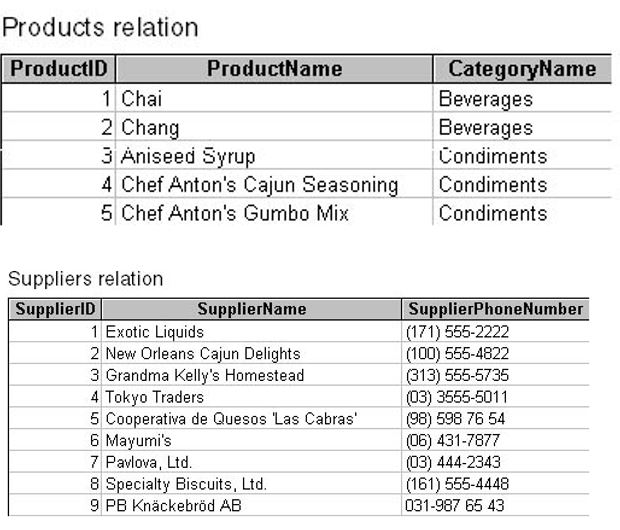 Products relation
ProductID ProductName CategoryName
1 Chai Beverages
2 Chang Beverages
3 Aniseed Syrup Condiments
4 Chef Anton's Cajun Seasoning Condiments
5 Chef Anton's Gumbo Mix Condiments
Suppliers relation
SupplierID SupplierName SupplierPhoneNumber
1 Exotic Liquids (171) 555-2222
2 New Orleans Cajun Delights (100) 555-4822
3 Grandma Kelly's Homestead (313) 555-5735
4 Tokyo Traders (03) 3555-5011
5 Cooperativa de Quesos 'Las Cabras' (98) 598 76 54
6 Mayumi's (06) 431-7877
7 Pavlova, Ltd. (03) 444-2343
8 Specialty Biscuits, Ltd. (161) 555-4448
9 PB Knäckebröd AB 031-987 65 43